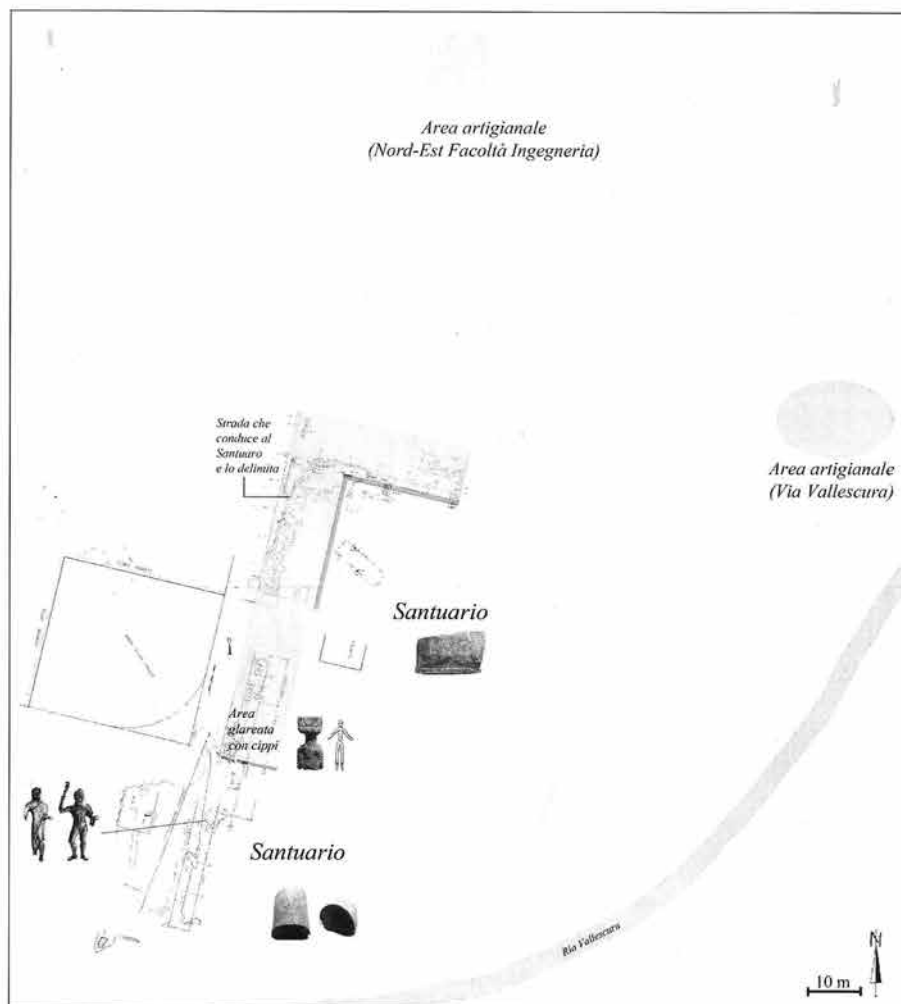 Area artigianale
(Nord-Est Facoltà Ingegneria)
Strada che
conduce al
Santuaro
e lo delimita
Area artigianale
(Via Vallescura)
Santuario
Area
glareata
con cippi
Santuario
Rio Vallescura
N
10 m